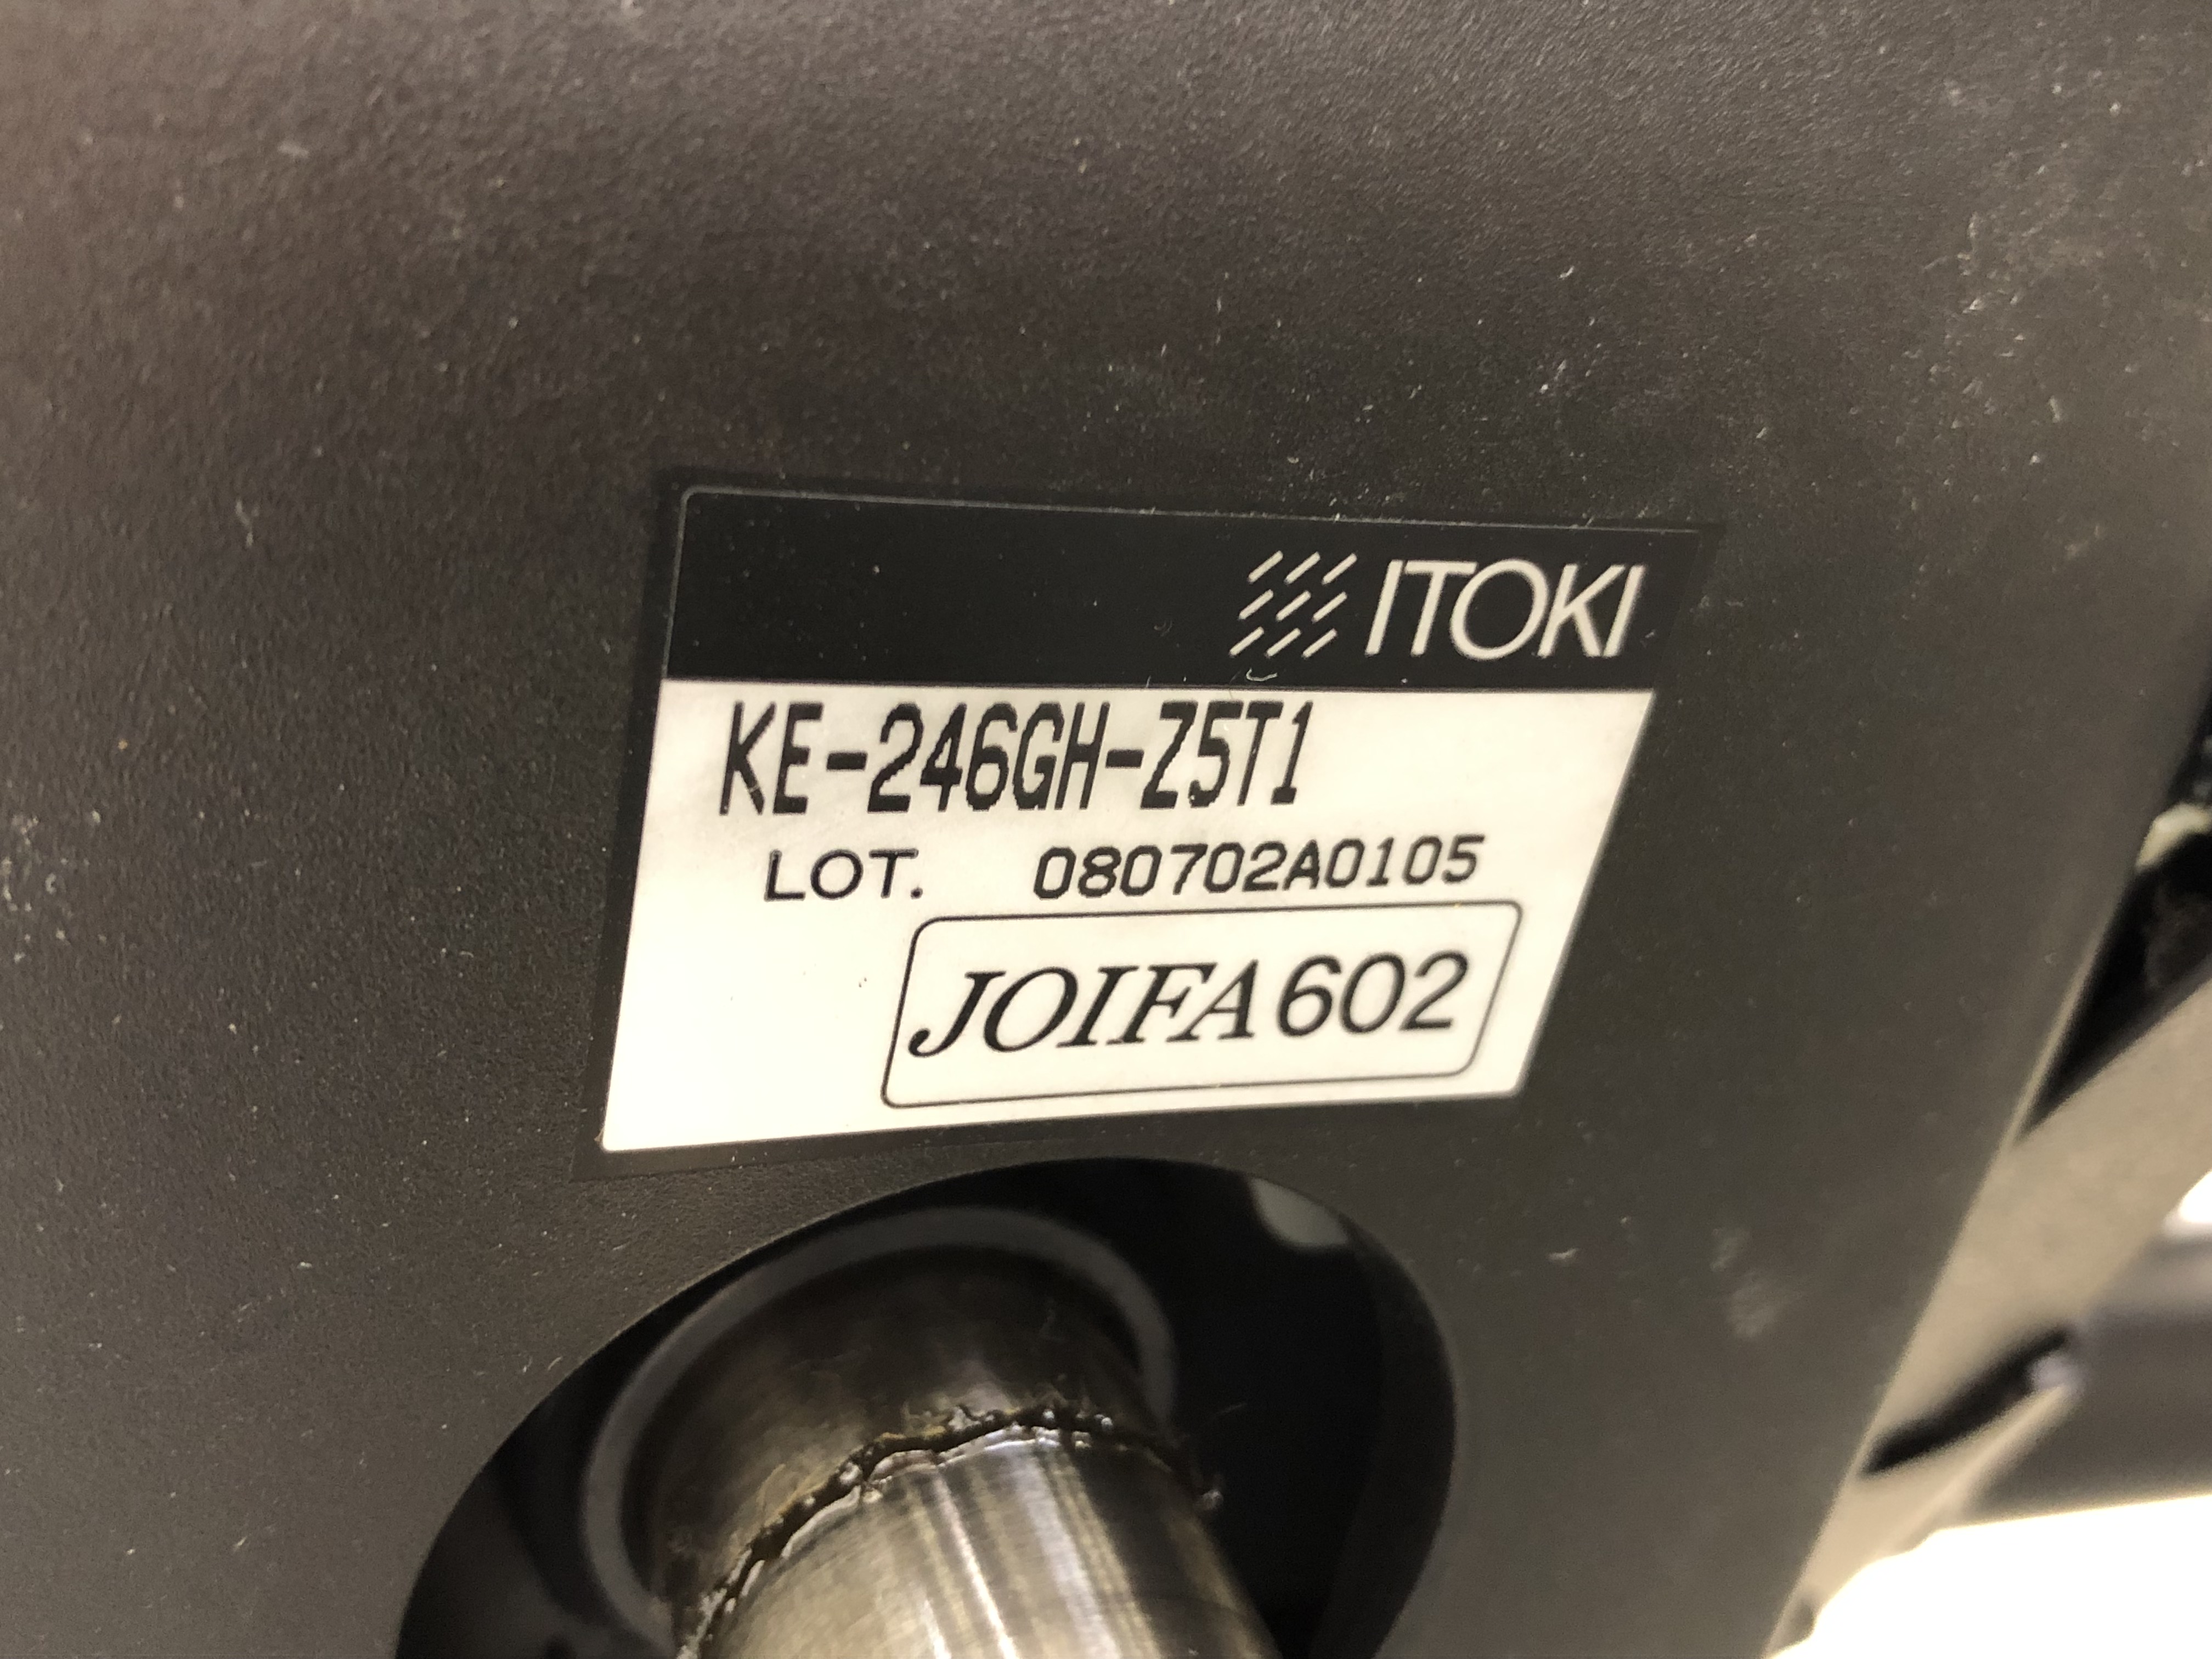 ITOKI
KE-246GH-Z5T1
LOT. 080702A0105
JOIFA602